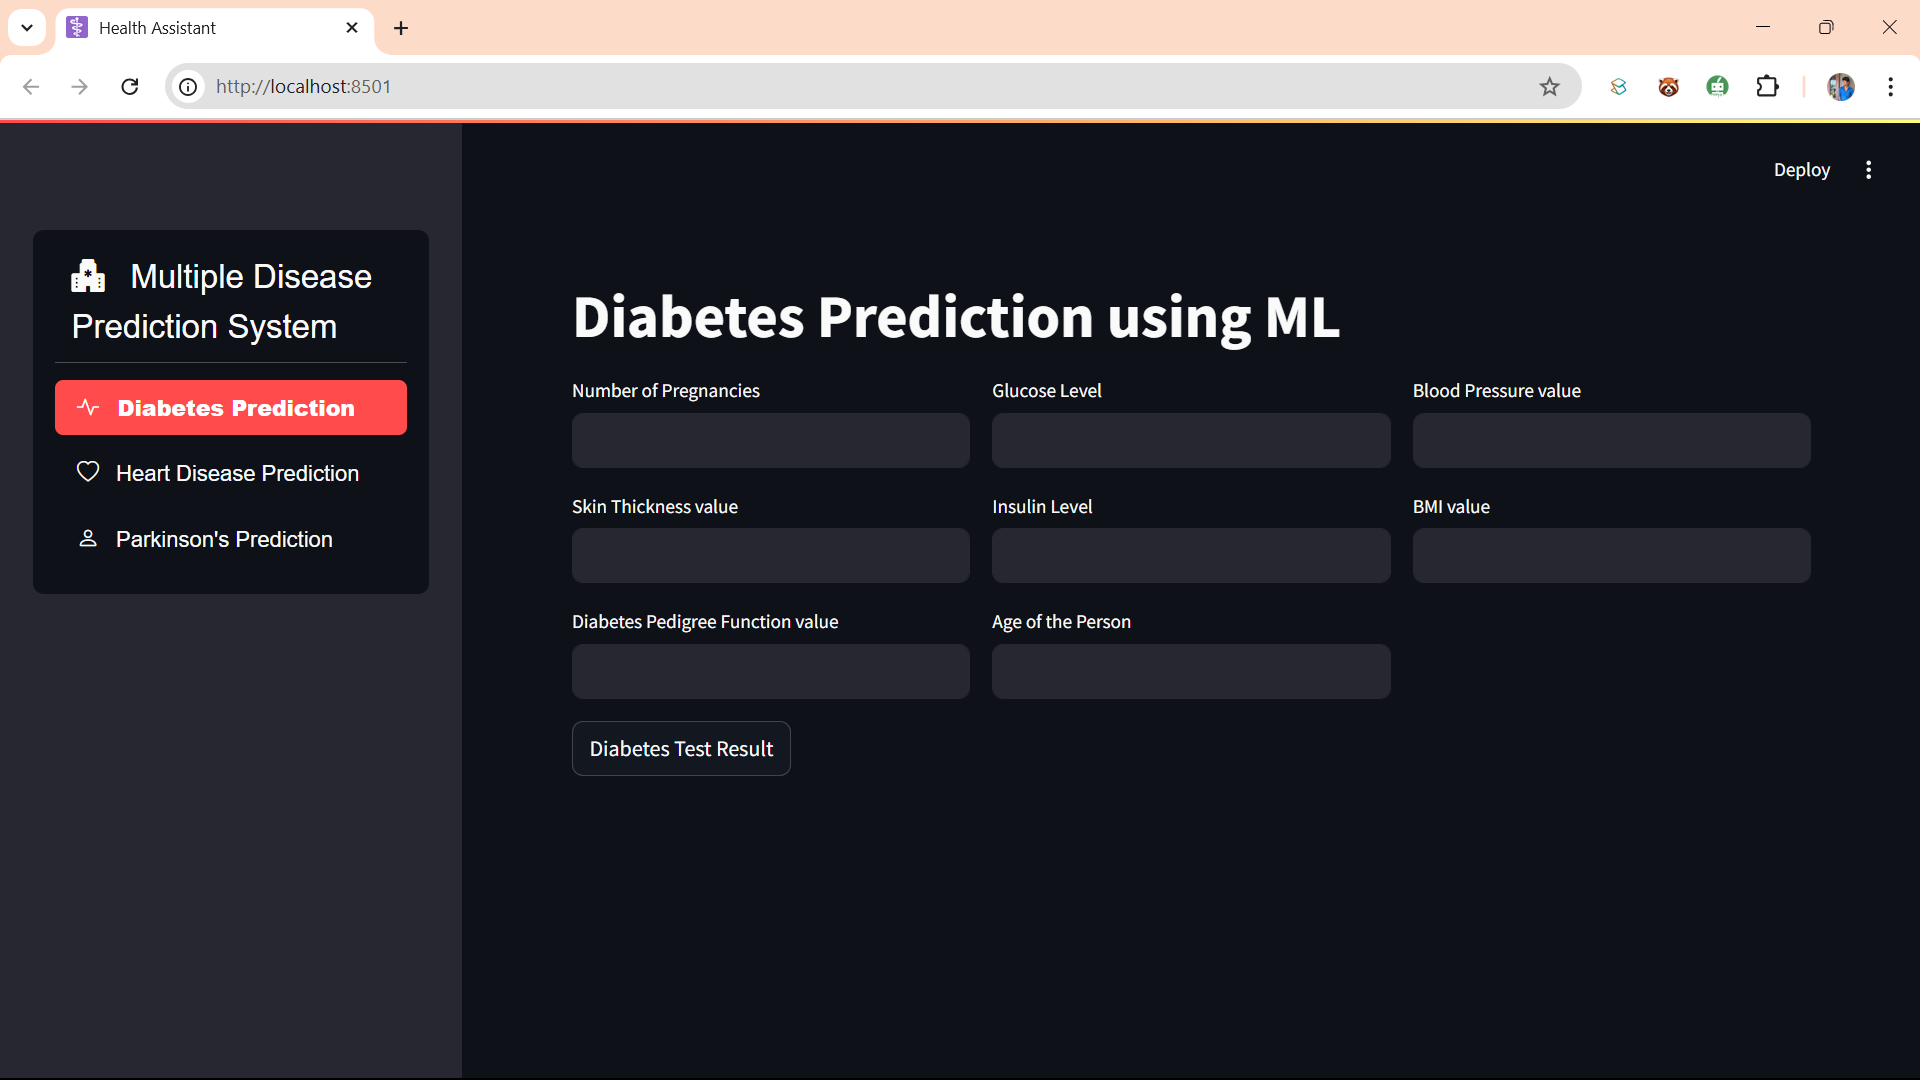 Health Assistant
http://localhost:8501
Deploy
Multiple Disease
Prediction System
Diabetes Prediction
Heart Disease Prediction
Parkinson's Prediction
Diabetes Prediction using ML
Number of Pregnancies
Glucose Level
Blood Pressure value
Skin Thickness value
Insulin Level
BMI value
Diabetes Pedigree Function value
Age of the Person
Diabetes Test Result